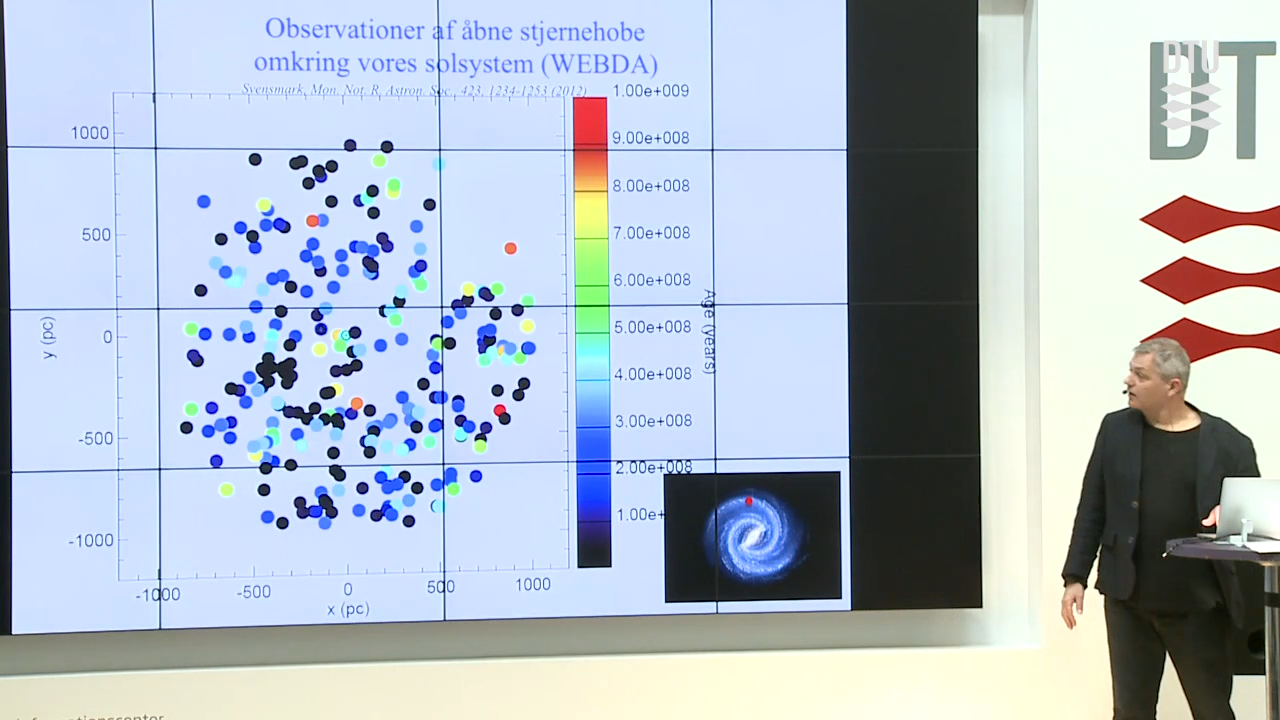 Observationer af åbne stjernehobe
omkring vores solsystem (WEBDA)
Svensmark, Mon. Not. R. Astron. Soc., 423, 1234-1253 (2012)
1000
500
0
-500
-1000
y (pc)
-1000
-500
0
500
1000
x (pc)
1.00e+009
9.00e+008
8.00e+008
7.00e+008
6.00e+008
5.00e+008
4.00e+008
3.00e+008
2.00e+008
1.00e+
Age (years)
DTU
DT